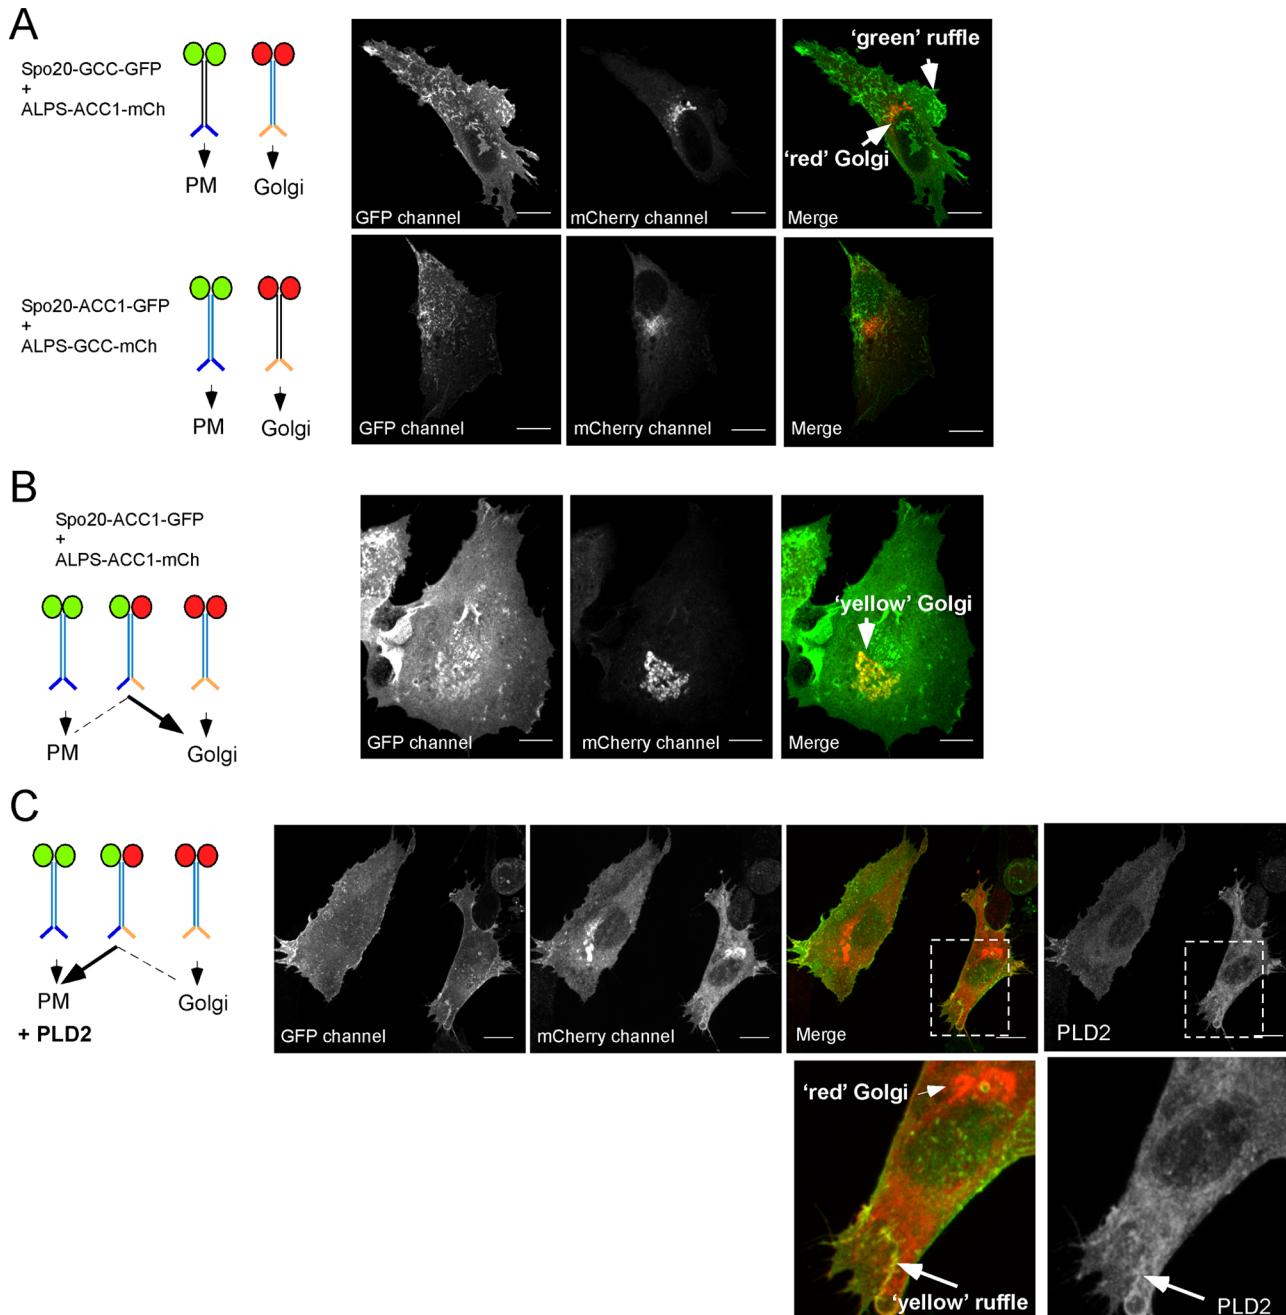 A
Spo20-GCC-GFP
+
ALPS-ACC1-mCh
PM
Golgi
GFP channel
mCherry channel
'green' ruffle
'red' Golgi
Merge
Spo20-ACC1-GFP
+
ALPS-GCC-mCh
PM
Golgi
GFP channel
mCherry channel
Merge
B
Spo20-ACC1-GFP
+
ALPS-ACC1-mCh
PM
Golgi
GFP channel
mCherry channel
'yellow' Golgi
Merge
C
PM
Golgi
+ PLD2
GFP channel
mCherry channel
Merge
PLD2
'red' Golgi
'yellow' ruffle
PLD2